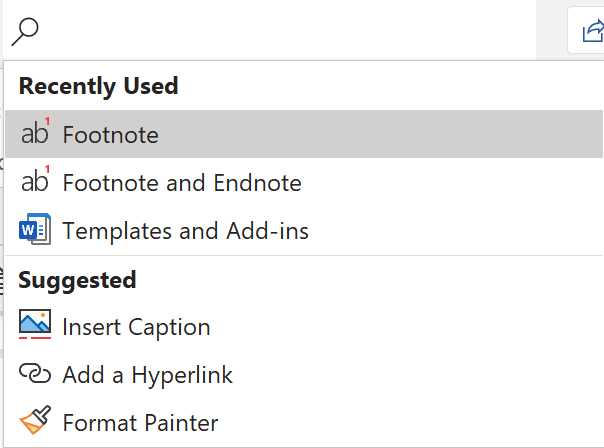 Recently Used
Footnote
Footnote and Endnote
Templates and Add-ins
Suggested
Insert Caption
Add a Hyperlink
Format Painter